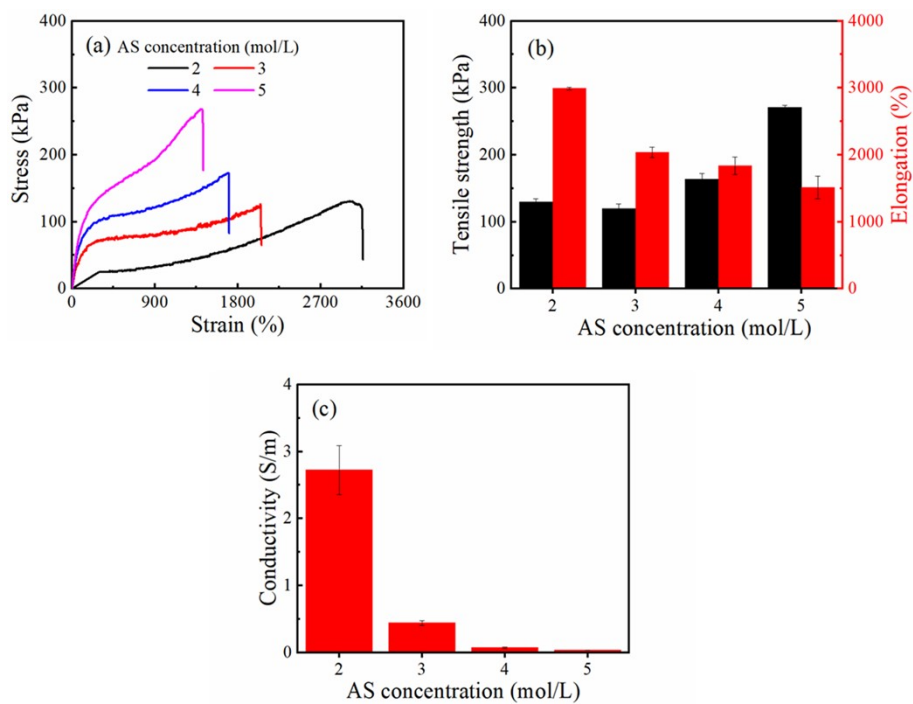 (a) AS concentration (mol/L)
2 3
4 5
Stress (kPa)
400
300
200
100
0
0 900 1800 2700 3600
Strain (%)
(b)
Tensile strength (kPa)
400
300
200
100
0
2 3 4 5
AS concentration (mol/L)
4000
3000
2000
1000
0
Elongation (%)
(c)
Conductivity (S/m)
4
3
2
1
0
2 3 4 5
AS concentration (mol/L)